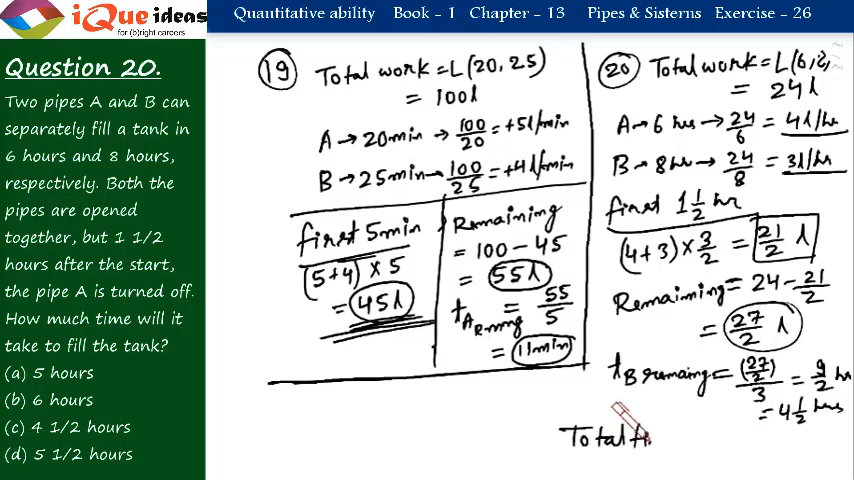 iQue ideas
for (b)right careers
Quantitative ability Book - 1 Chapter - 13 Pipes & Sisterns Exercise - 26
Question 20.
Two pipes A and B can
separately fill a tank in
6 hours and 8 hours,
respectively. Both the
pipes are opened
together, but 1 1/2
hours after the start,
the pipe A is turned off.
How much time will it
take to fill the tank?
(a) 5 hours
(b) 6 hours
(c) 4 1/2 hours
(d) 5 1/2 hours
19 Total work = L(20, 25)
= 100l
A → 20min → 100/20 = +5l/min
B → 25min → 100/25 = +4l/min
first 5min
(5+4) × 5
= 45l
Remaining
= 100 - 45
= 55l
tA Rmng = 55/5
= 11min
20 Total work = L(6,
= 24l
A → 6 hrs → 24/6 = 4l/hr
B → 8hr → 24/8 = 3l/hr
first 1 1/2 hr
(4+3) × 3/2 = 21/2 l
Remaiming = 24 - 21/2
= 27/2 l
tB remaing = (27/2)/3 = 9/2 hr
= 4 1/2 hrs
Total